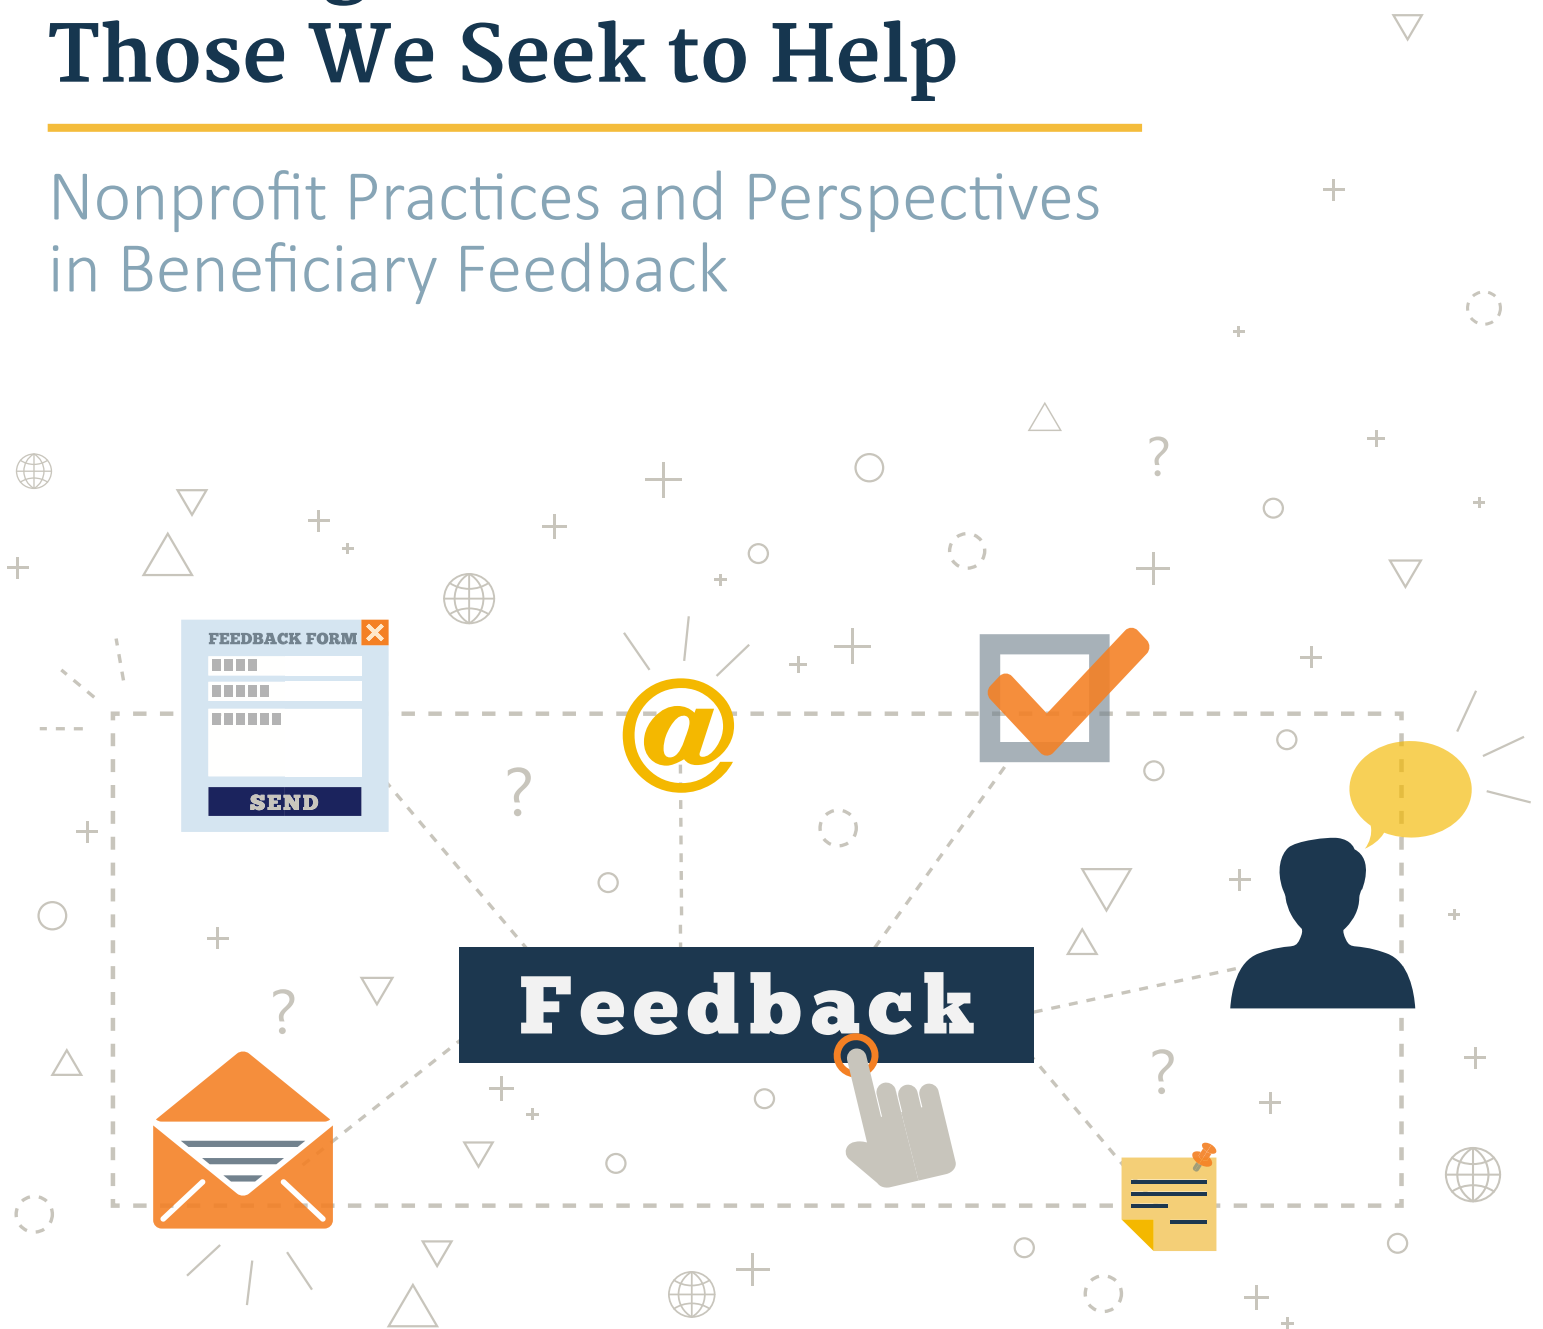 Those We Seek to Help
Nonprofit Practices and Perspectives
in Beneficiary Feedback
?
FEEDBACK FORM
@
?
SEND
Feedback
?
?